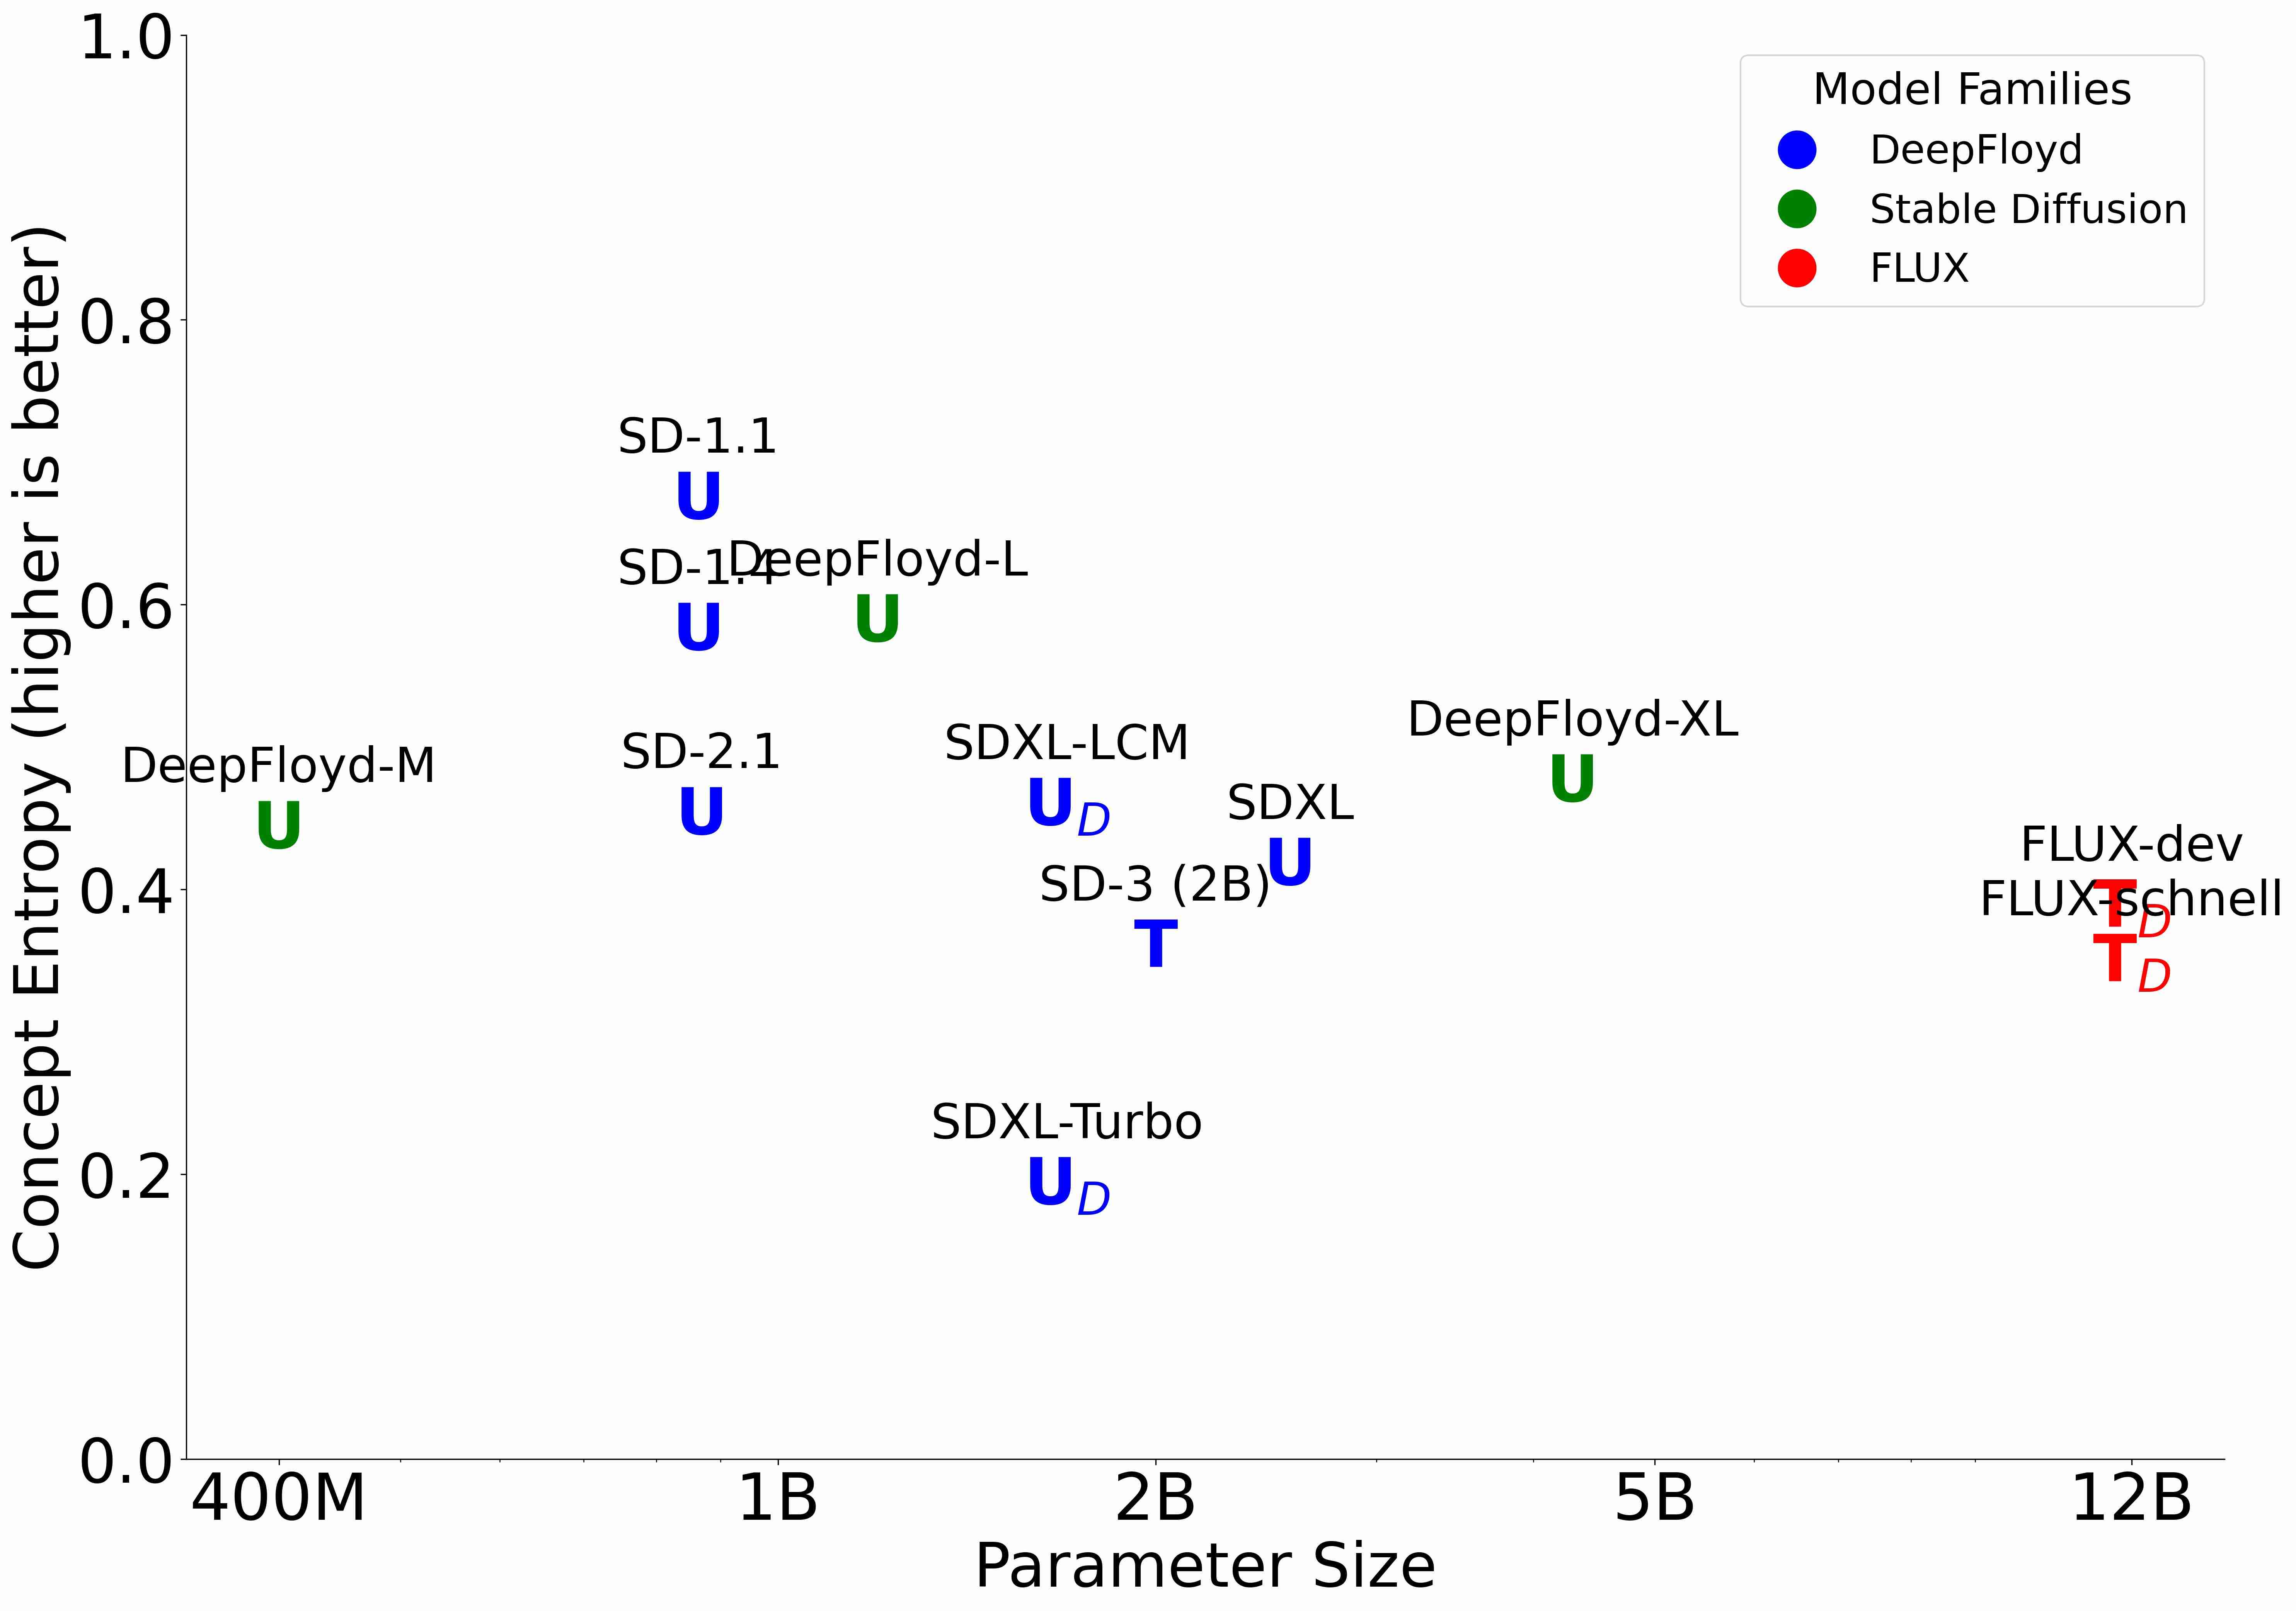 1.0
0.8
0.6
0.4
0.2
0.0
Concept Entropy (higher is better)
Model Families
DeepFloyd
Stable Diffusion
FLUX
SD-1.1
U
SD-1.4
U
DeepFloyd-L
U
DeepFloyd-M
U
SD-2.1
U
SDXL-LCM
U D
SDXL
U
DeepFloyd-XL
U
SD-3 (2B)
T
FLUX-dev
T D
FLUX-schnell
T D
SDXL-Turbo
U D
400M
1B
2B
5B
12B
Parameter Size